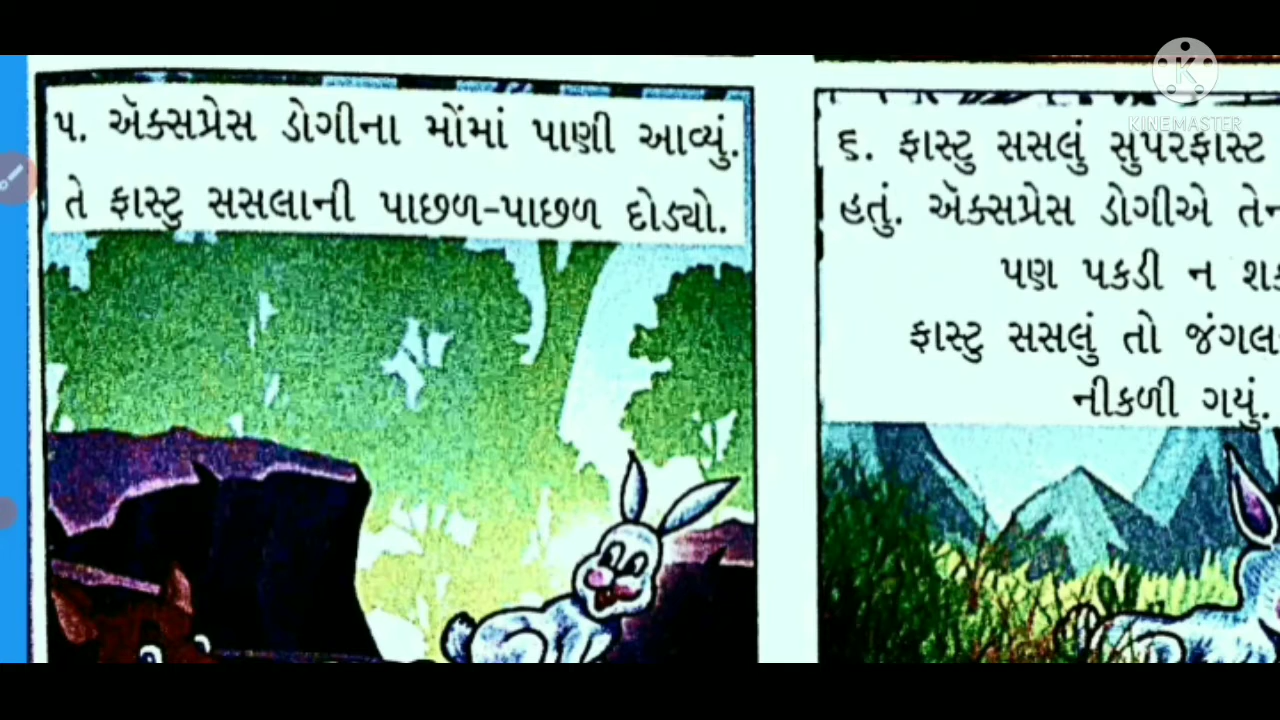 ૫. ઍક્સપ્રેસ ડોગીના મોંમાં પાણી આવ્યું.
તે ફાસ્ટુ સસલાની પાછળ-પાછળ દોડ્યો.
૬. ફાસ્ટુ સસલું સુપરફાસ્ટ
હતું. ઍક્સપ્રેસ ડોગીએ
પણ પકડી ન
ફાસ્ટુ સસલું તો
નીકળી ગયું.
KINEMASTER